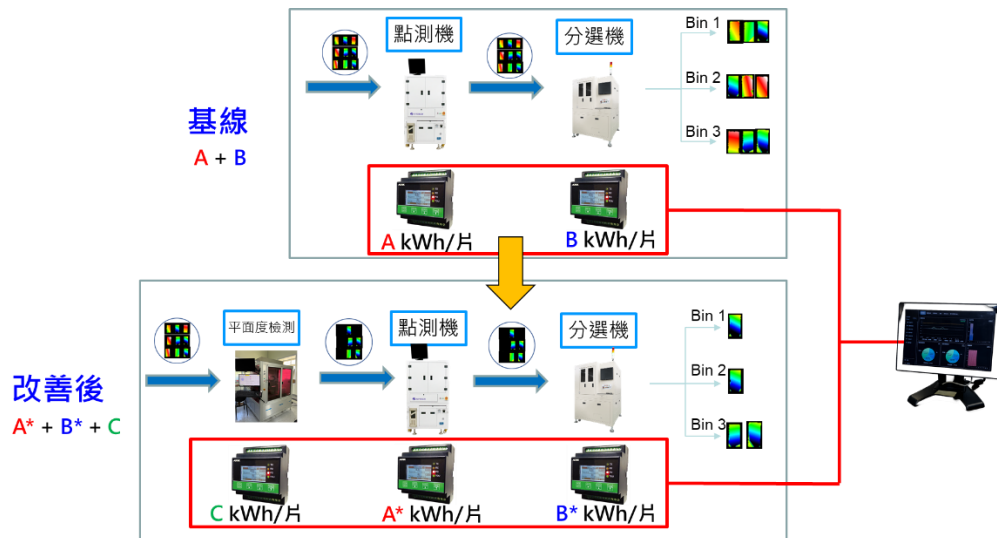 點測機
分選機
Bin 1
Bin 2
Bin 3
基線
A + B
A kWh/片
B kWh/片
平面度檢測
點測機
分選機
Bin 1
Bin 2
Bin 3
改善後
A* + B* + C
C kWh/片
A* kWh/片
B* kWh/片